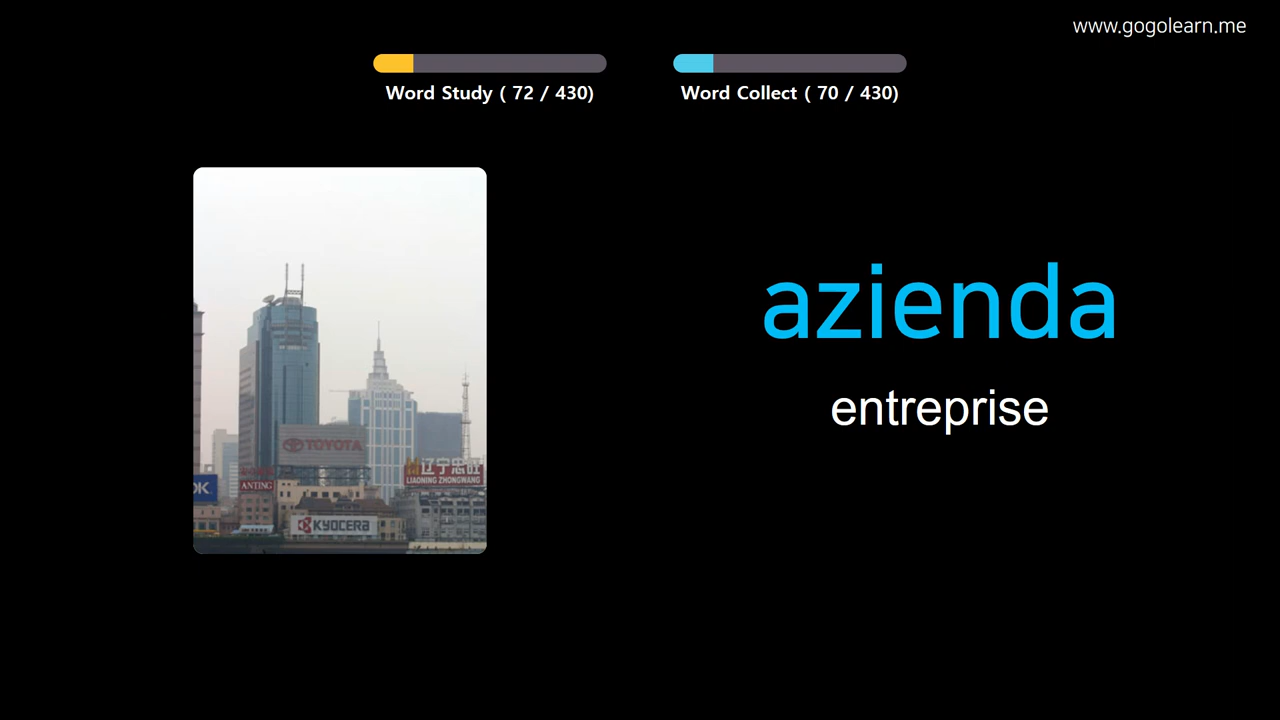 www.gogolearn.me
Word Study ( 72 / 430)
Word Collect ( 70 / 430)
azienda
entreprise
TOYOTA
辽宁忠旺
LIAONING ZHONGWANG
OK.
ANTING
KYOCERA